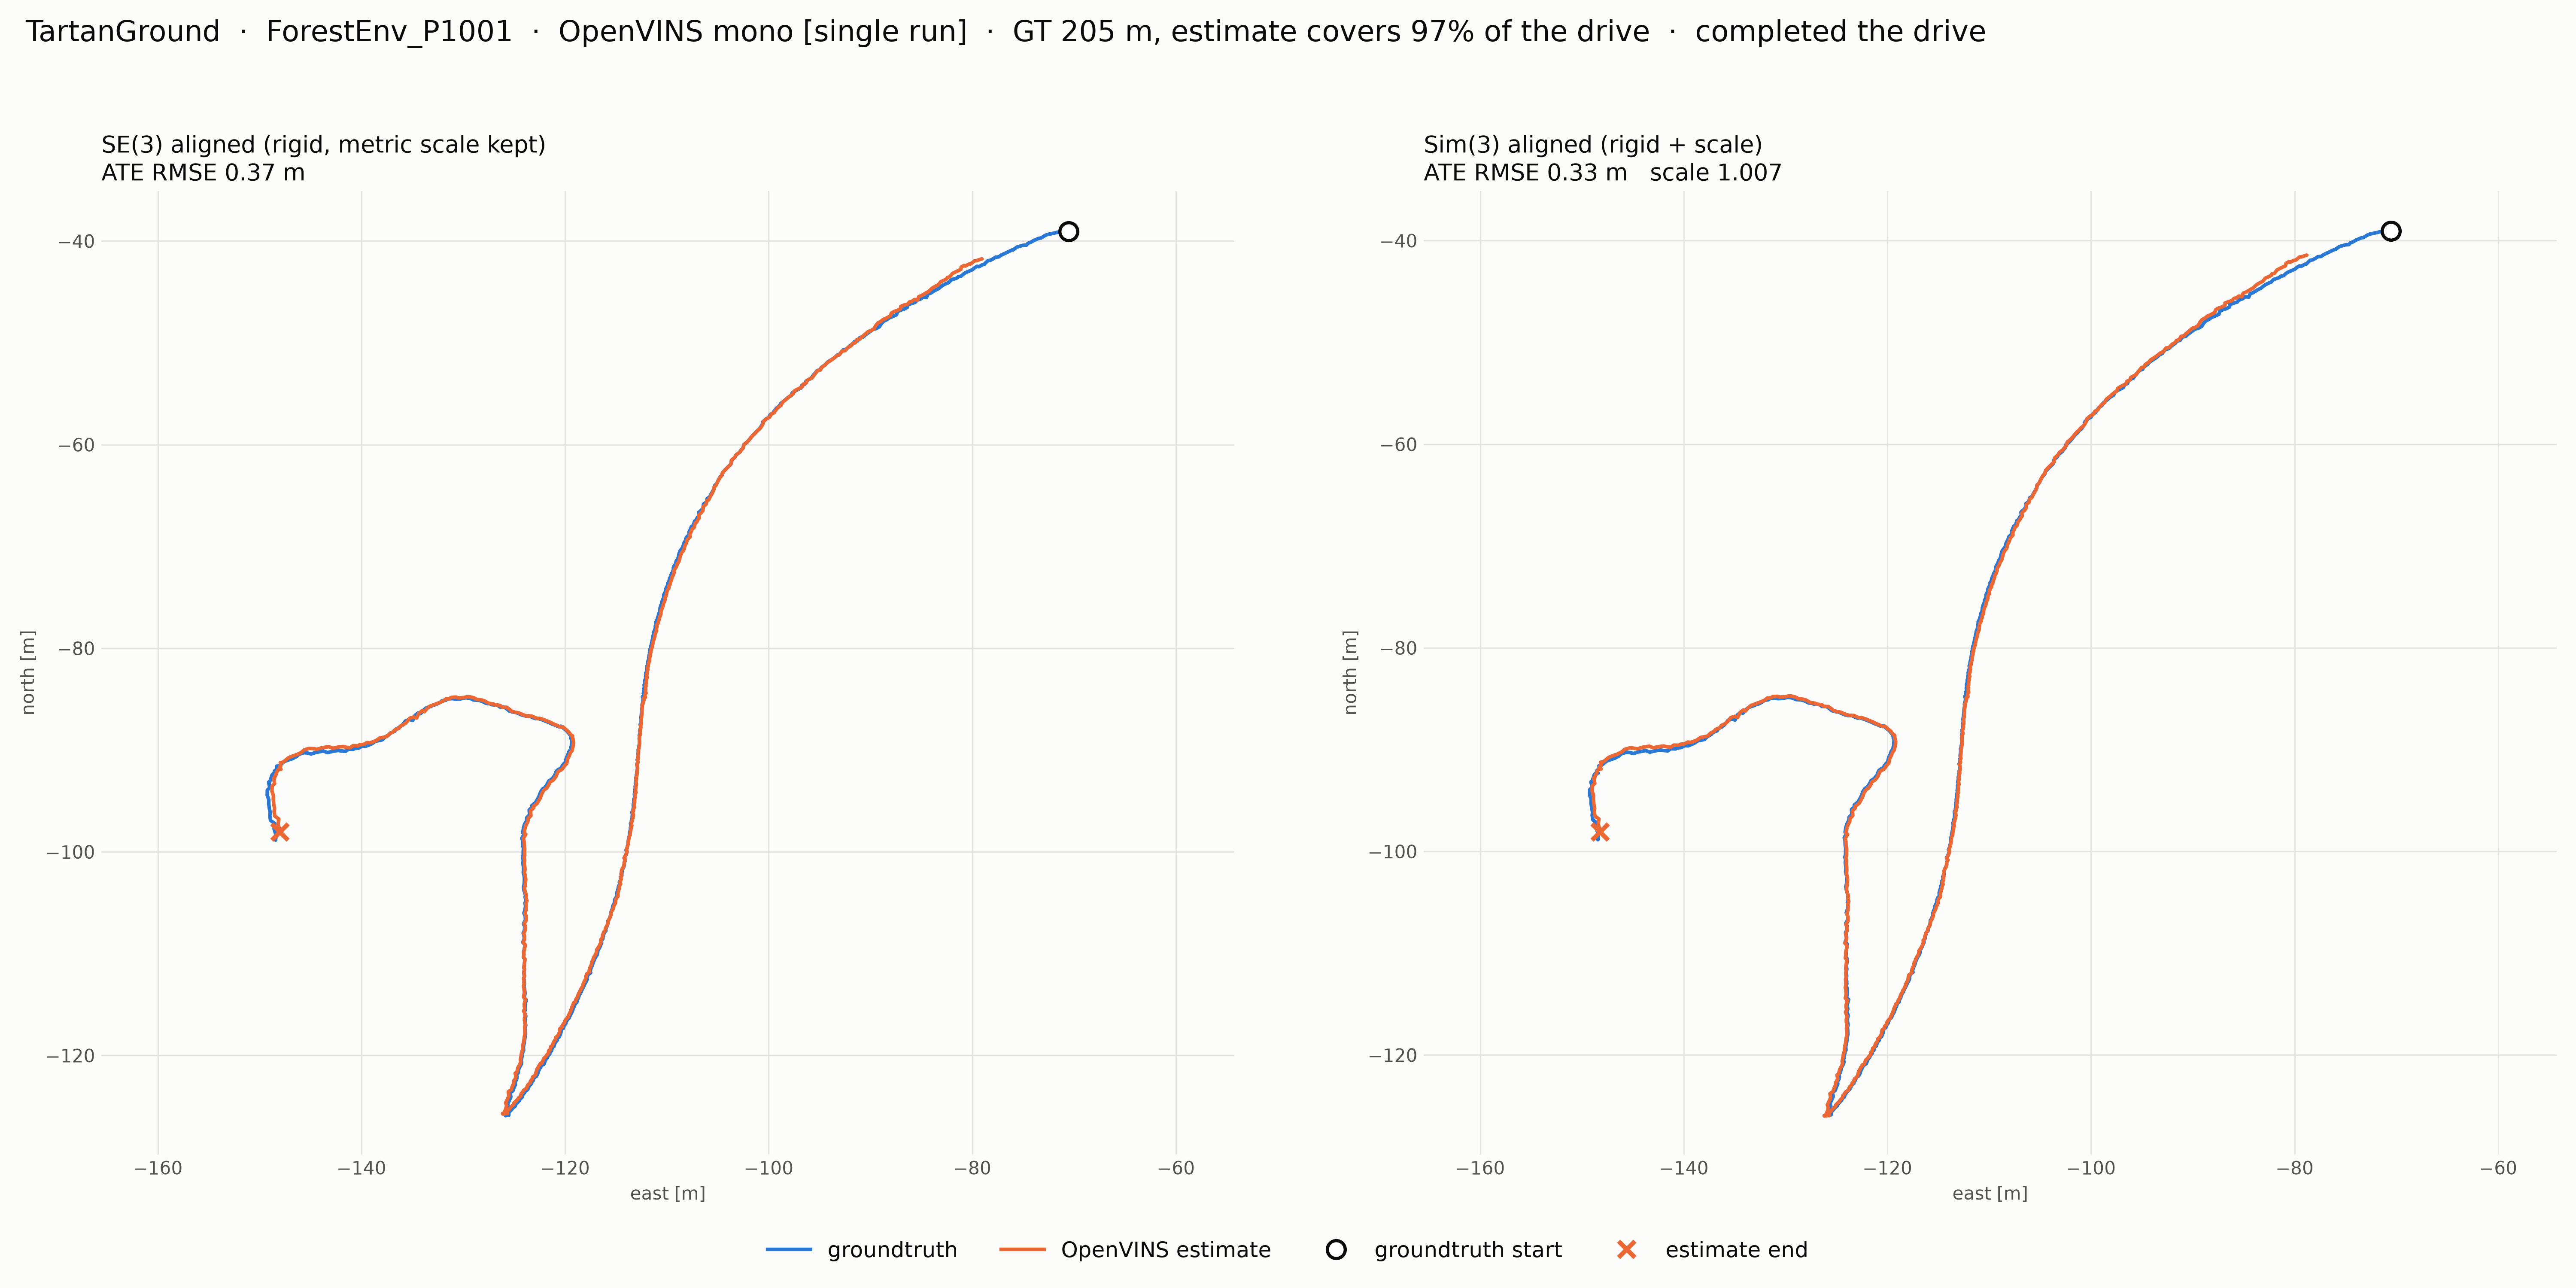 TartanGround · ForestEnv_P1001 · OpenVINS mono [single run] · GT 205 m, estimate covers 97% of the drive · completed the drive
SE(3) aligned (rigid, metric scale kept)
ATE RMSE 0.37 m
−40
−60
−80
−100
−120
north [m]
−160
−140
−120
−100
−80
−60
east [m]
Sim(3) aligned (rigid + scale)
ATE RMSE 0.33 m   scale 1.007
−40
−60
−80
−100
−120
north [m]
−160
−140
−120
−100
−80
−60
east [m]
groundtruth
OpenVINS estimate
groundtruth start
estimate end